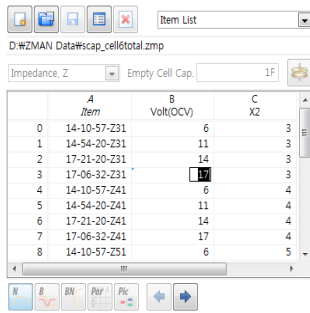 Item List
D:₩ZMAN Data₩scap_cell6total.zmp
Impedance, Z Empty Cell Cap. 1F
A B C
Item Volt(OCV) X2
0 14-10-57-Z31 6 3
1 14-54-20-Z31 11 3
2 17-21-20-Z31 14 3
3 17-06-32-Z31 17 3
4 14-10-57-Z41 6 4
5 14-54-20-Z41 11 4
6 17-21-20-Z41 14 4
7 17-06-32-Z41 17 4
8 14-10-57-Z51 6 5
N B BN Par Pic